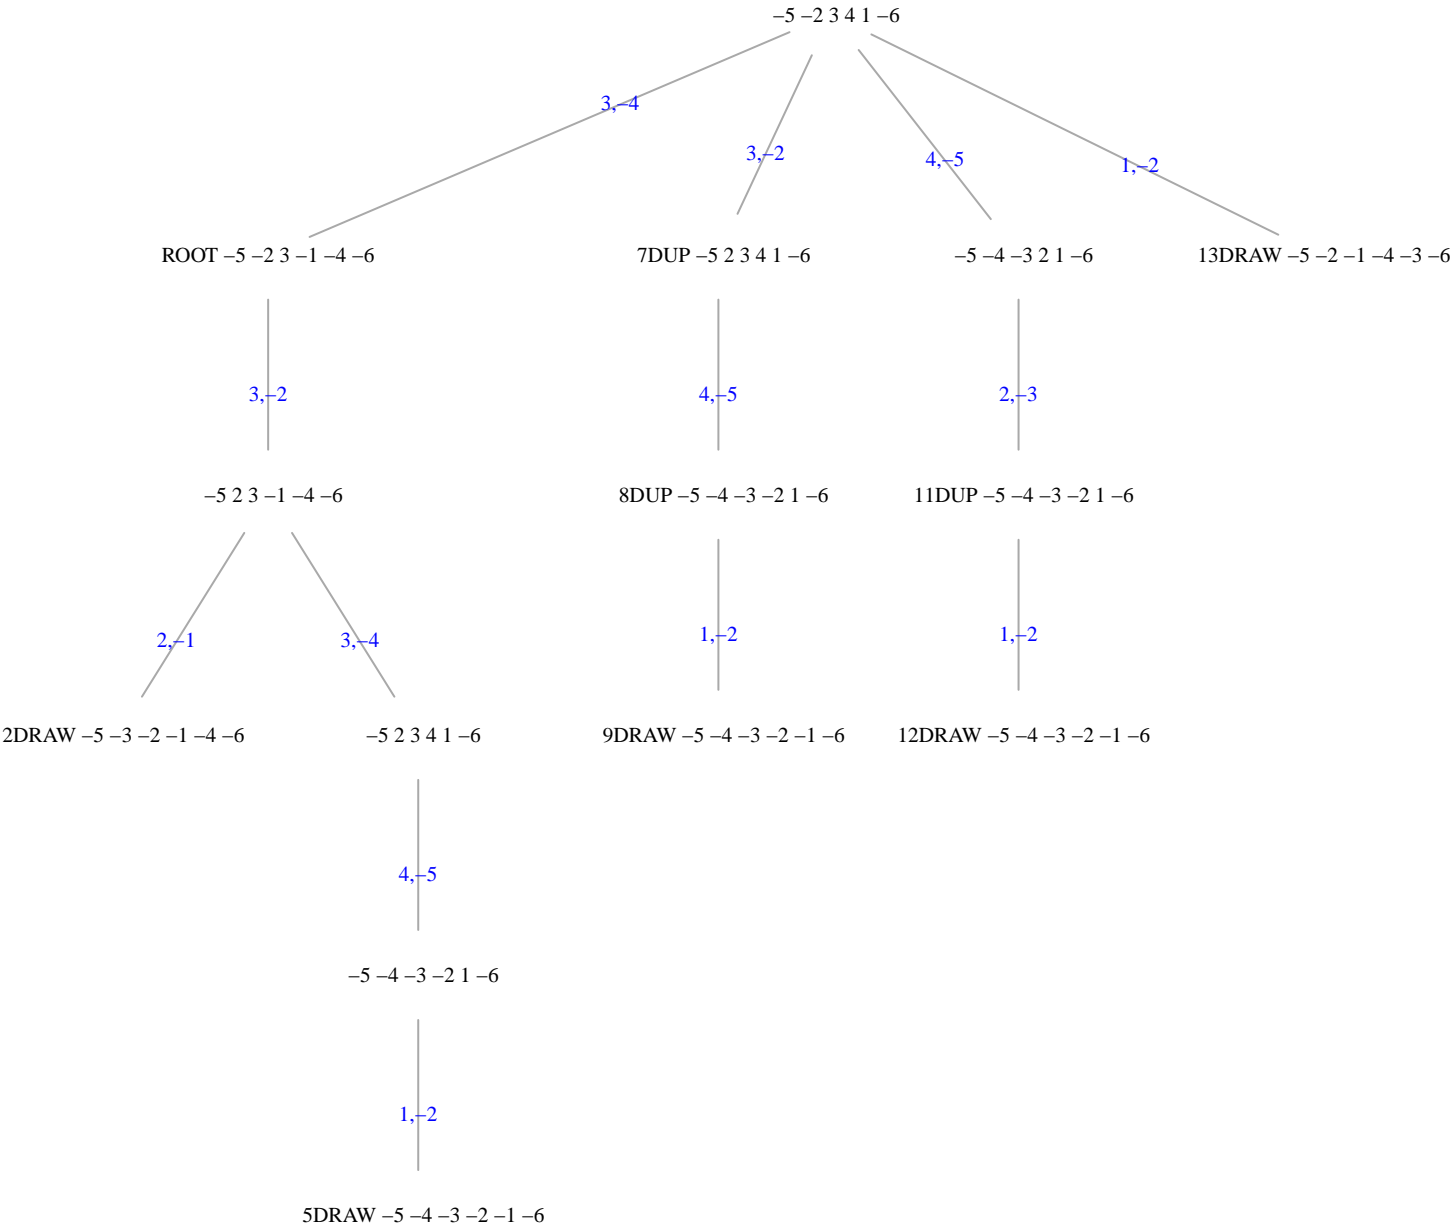 –5 –2 3 4 1 –6
3,–4
3,–2
4,–5
1,–2
ROOT –5 –2 3 –1 –4 –6
7DUP –5 2 3 4 1 –6
–5 –4 –3 2 1 –6
13DRAW –5 –2 –1 –4 –3 –6
3,–2
4,–5
2,–3
–5 2 3 –1 –4 –6
8DUP –5 –4 –3 –2 1 –6
11DUP –5 –4 –3 –2 1 –6
2,–1
3,–4
1,–2
1,–2
2DRAW –5 –3 –2 –1 –4 –6
–5 2 3 4 1 –6
9DRAW –5 –4 –3 –2 –1 –6
12DRAW –5 –4 –3 –2 –1 –6
4,–5
–5 –4 –3 –2 1 –6
1,–2
5DRAW –5 –4 –3 –2 –1 –6